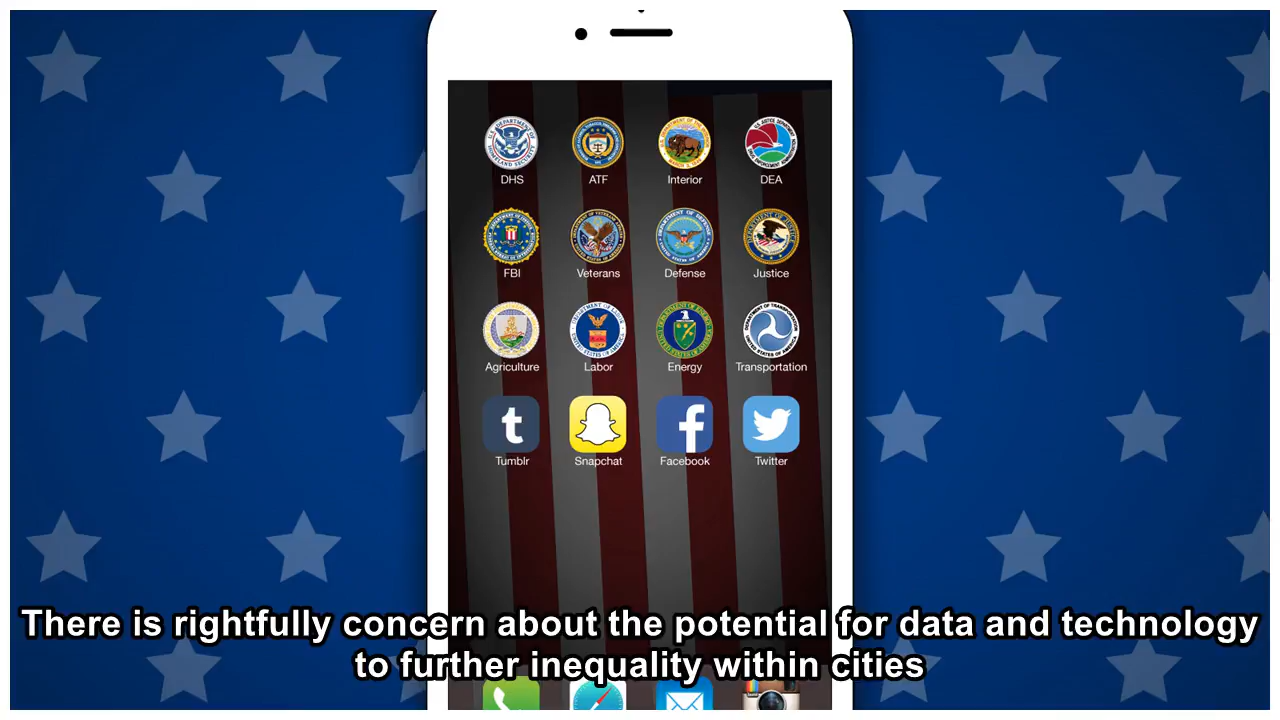 DHS ATF Interior DEA
FBI Veterans Defense Justice
Agriculture Labor Energy Transportation
Tumblr Snapchat Facebook Twitter
There is rightfully concern about the potential for data and technology
to further inequality within cities